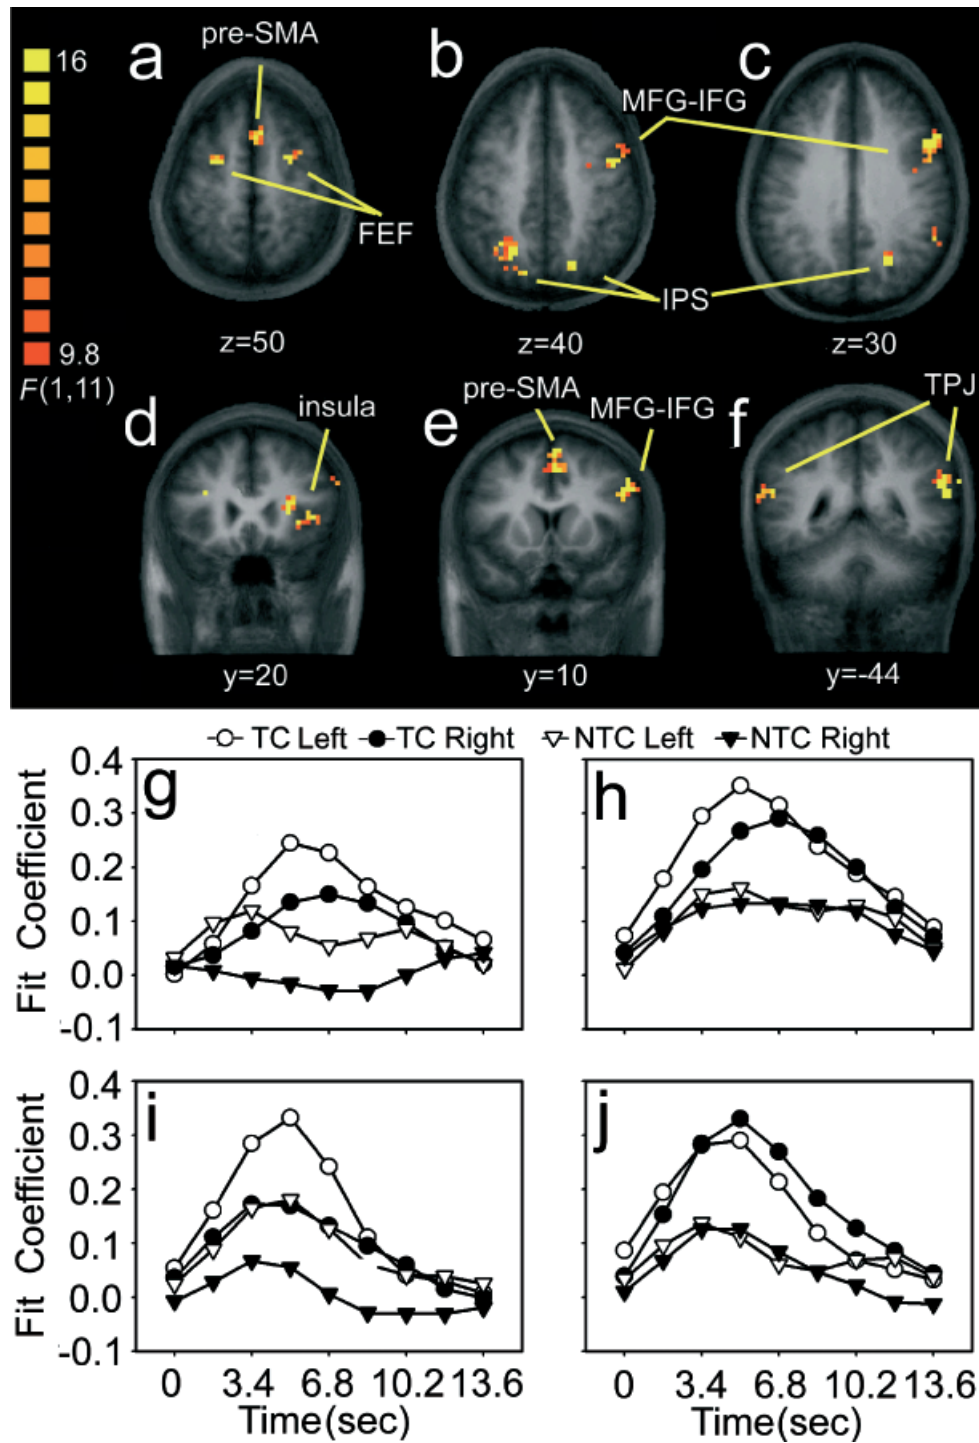 pre-SMA
a
b
c
16
MFG-IFG
FEF
IPS
9.8
F(1,11)
z=50
z=40
z=30
pre-SMA
TPJ
insula
MFG-IFG
d
e
f
y=20
y=10
y=-44
TC Left TC Right NTC Left NTC Right
0.4
g
h
0.3
0.2
0.1
0.0
-0.1
Fit Coefficient
0.4
i
j
0.3
0.2
0.1
0.0
-0.1
Fit Coefficient
0 3.4 6.8 10.2 13.6
0 3.4 6.8 10.2 13.6
Time(sec)
Time(sec)